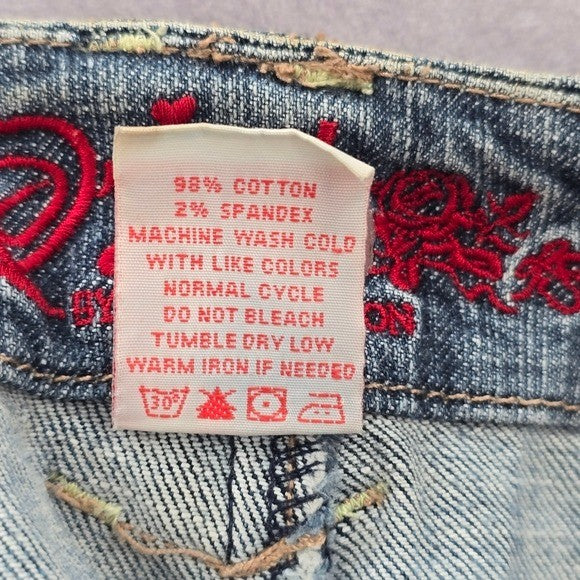 98% COTTON
2% SPANDEX
MACHINE WASH COLD
WITH LIKE COLORS
NORMAL CYCLE
DO NOT BLEACH
TUMBLE DRY LOW
WARM IRON IF NEEDED
30°